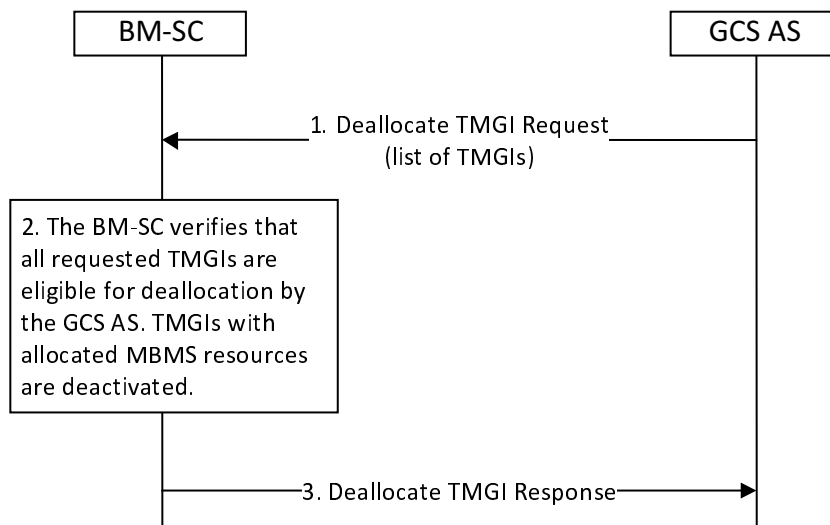 BM-SC
GCS AS
1. Deallocate TMGI Request
(list of TMGIs)
2. The BM-SC verifies that
all requested TMGIs are
eligible for deallocation by
the GCS AS. TMGIs with
allocated MBMS resources
are deactivated.
3. Deallocate TMGI Response